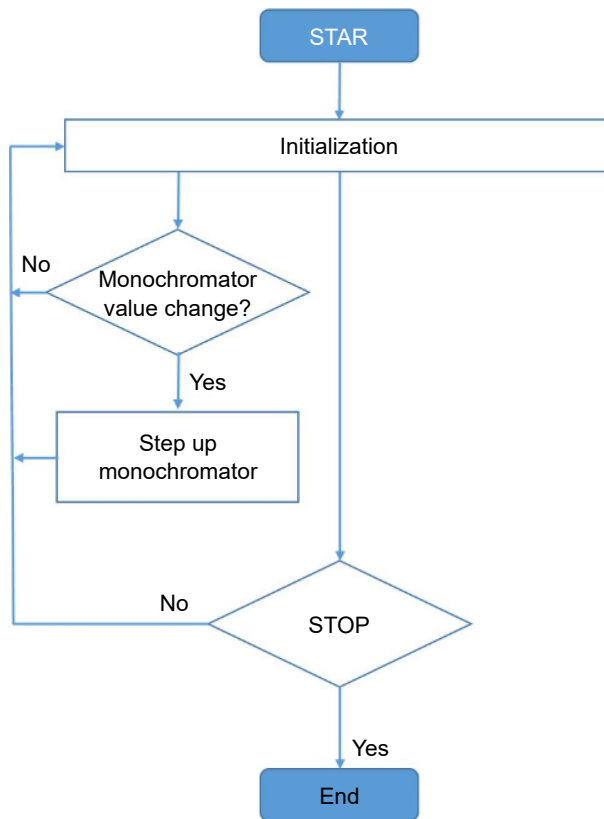 STAR
Initialization
No
Monochromator
value change?
Yes
Step up
monochromator
No
STOP
Yes
End